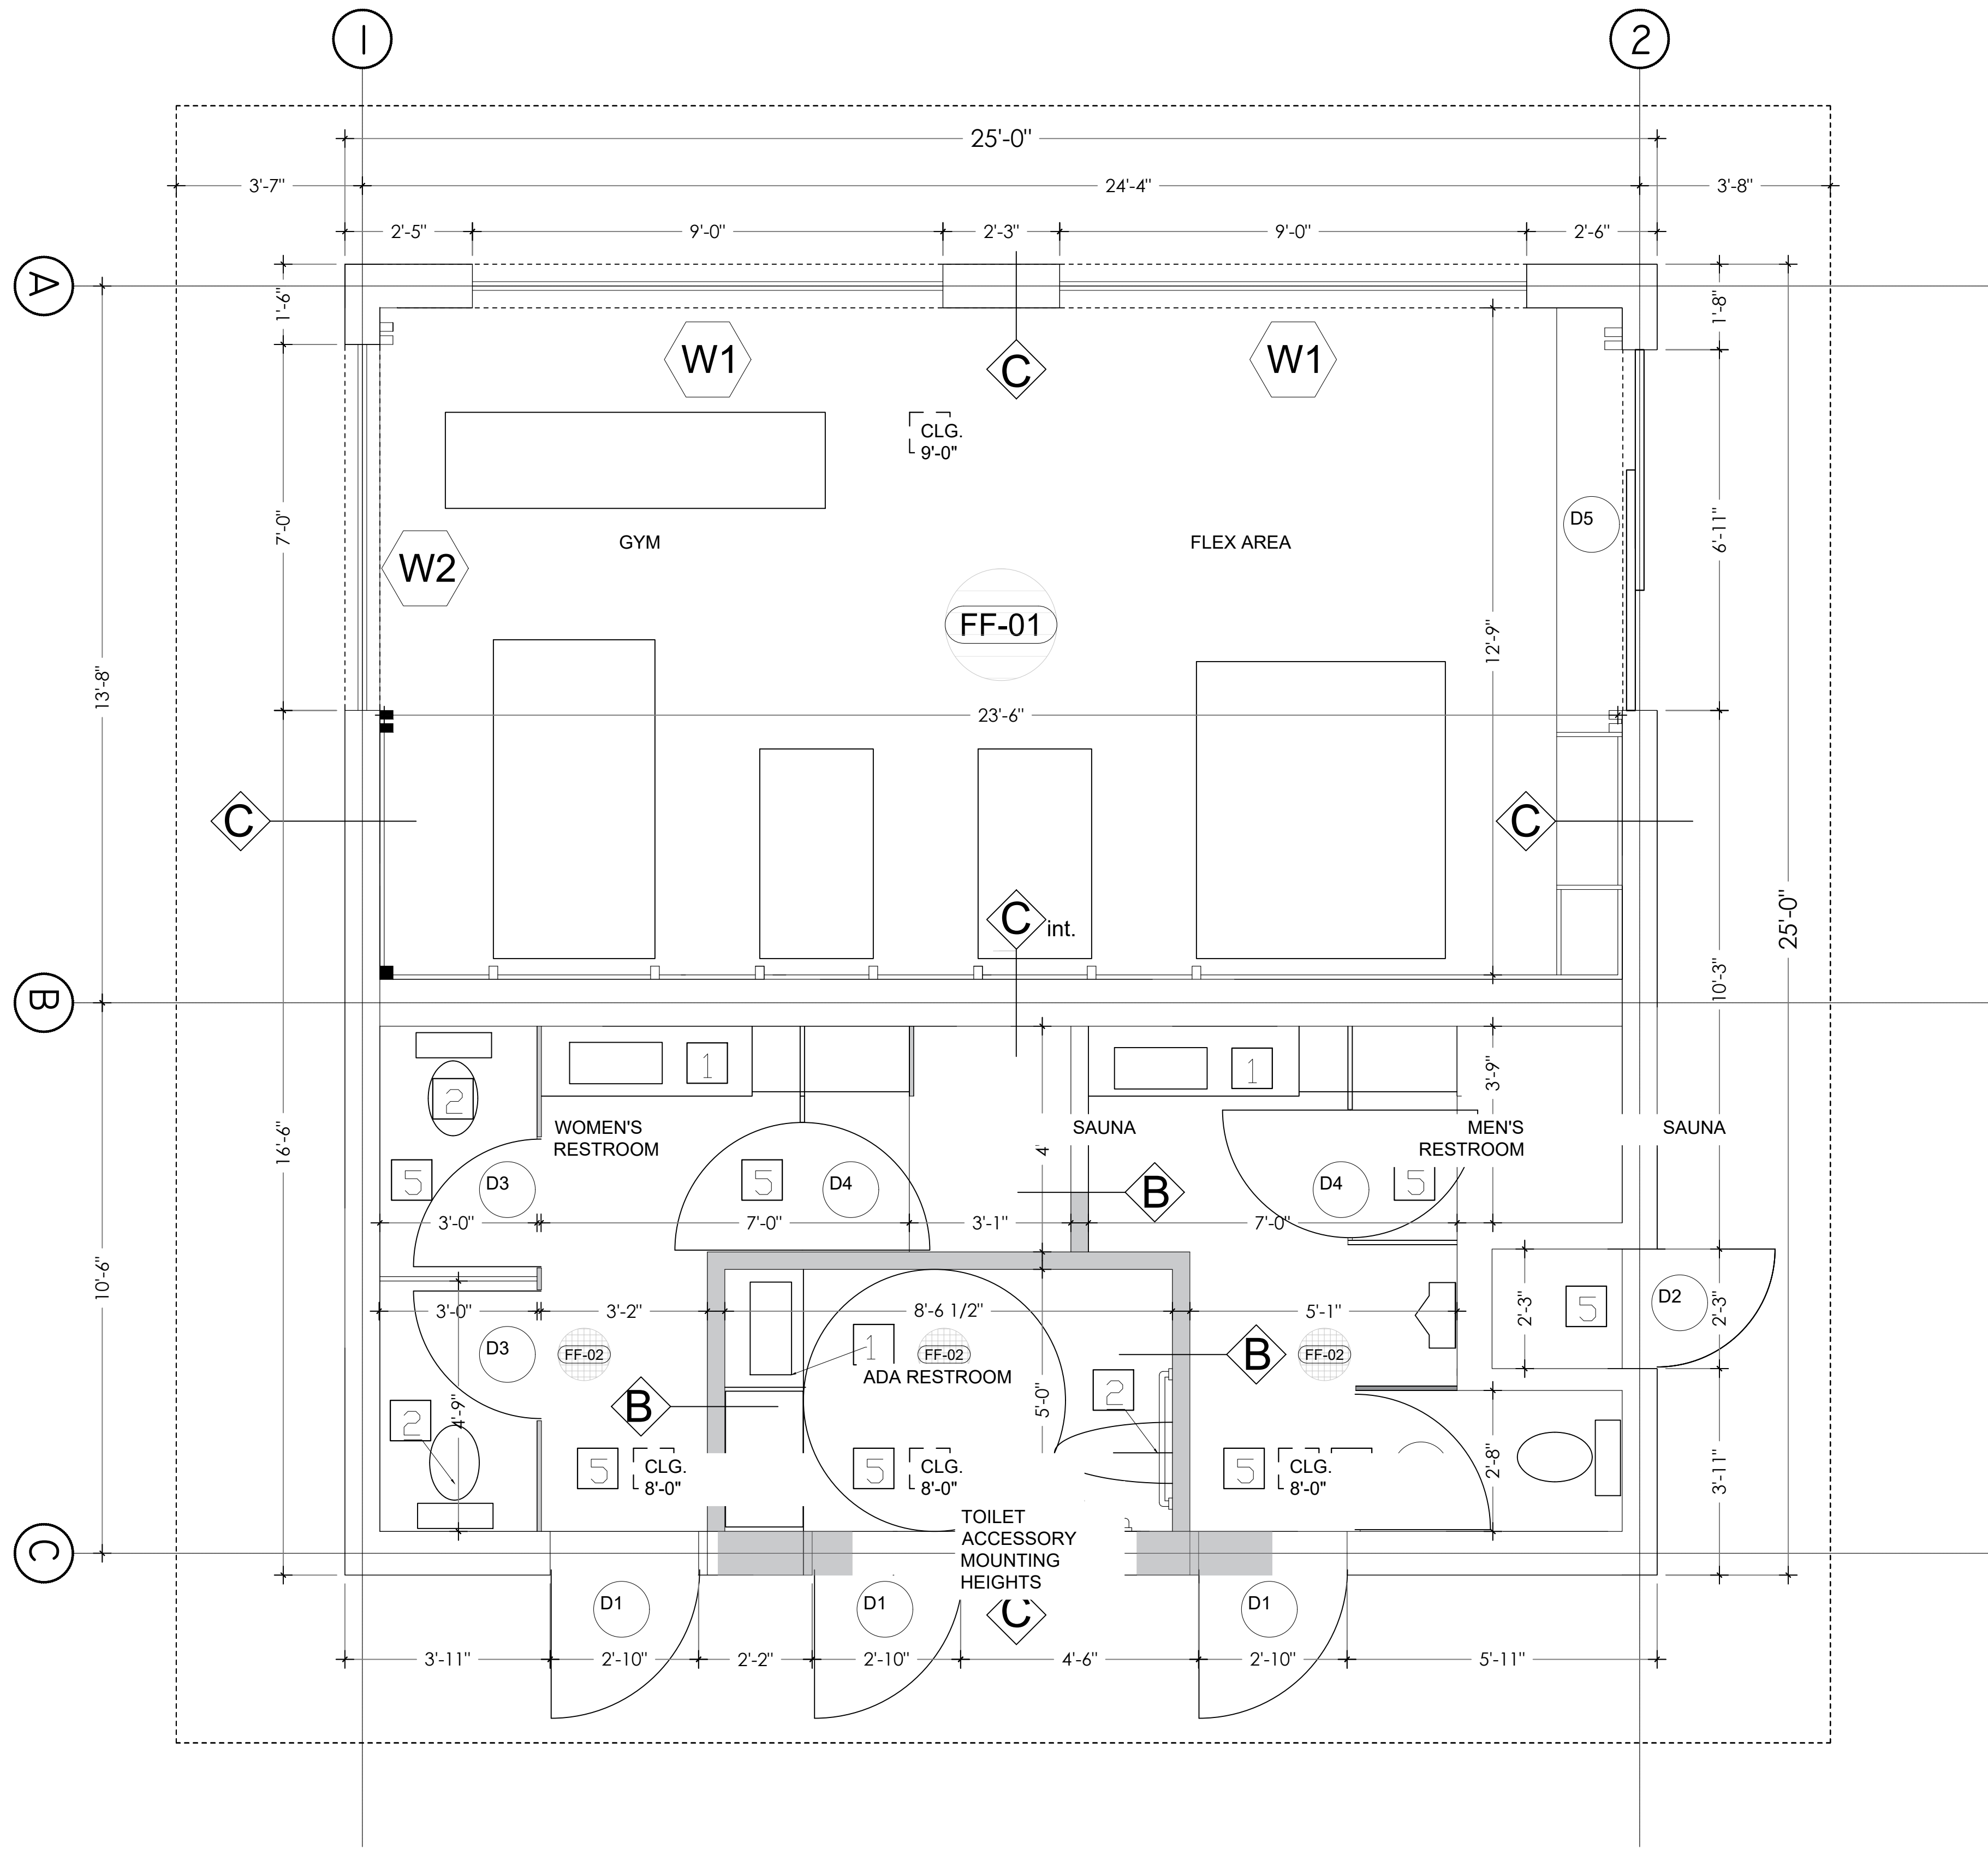 1
2
25'-0"
3'-7"
24'-4"
3'-8"
2'-5"
9'-0"
2'-3"
9'-0"
2'-6"
A
1'-6"
1'-8"
W1
C
W1
CLG.
9'-0"
7'-0"
D5
6'-11"
GYM
FLEX AREA
W2
FF-01
12'-9"
13'-8"
23'-6"
C
C
C
int.
25'-0"
B
10'-3"
1
1
2
3'-9"
16'-6"
WOMEN'S
RESTROOM
4'
SAUNA
MEN'S
RESTROOM
SAUNA
5
D3
5
D4
B
D4
5
3'-0"
7'-0"
3'-1"
7'-0"
10'-6"
3'-0"
3'-2"
8'-6 1/2"
5'-1"
2'-3"
5
D2
2'-3"
D3
FF-02
1
FF-02
B
FF-02
ADA RESTROOM
2
4'-9"
B
5'-0"
2
5
CLG.
8'-0"
5
CLG.
8'-0"
5
CLG.
8'-0"
2'-8"
3'-11"
TOILET
ACCESSORY
MOUNTING
HEIGHTS
C
D1
D1
C
D1
3'-11"
2'-10"
2'-2"
2'-10"
4'-6"
2'-10"
5'-11"